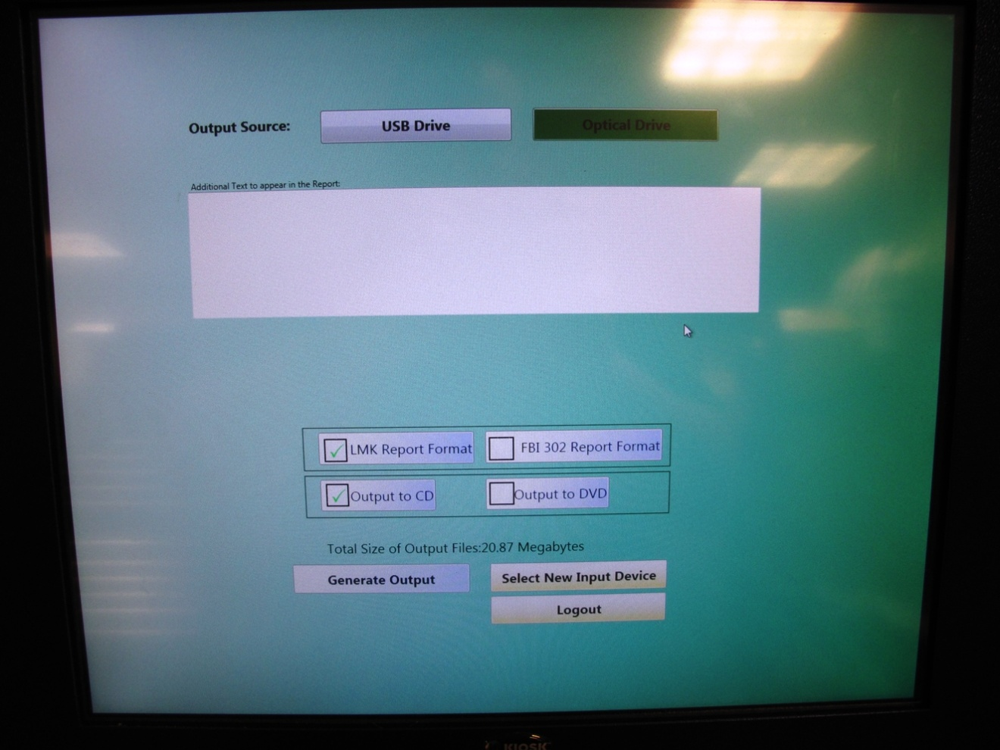 Output Source: USB Drive Optical Drive
Additional Text to appear in the Report:
LMK Report Format FBI 302 Report Format
Output to CD Output to DVD
Total Size of Output Files:20.87 Megabytes
Generate Output Select New Input Device
Logout
KIOSK